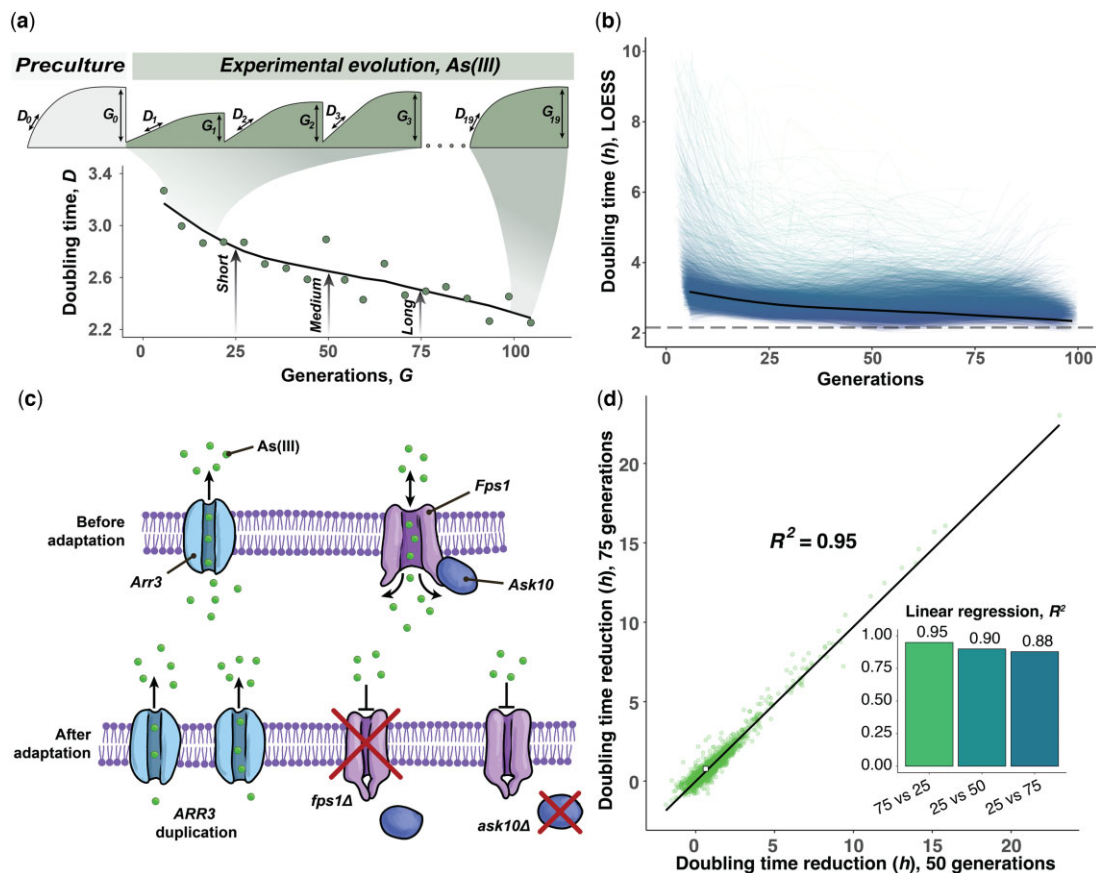 (a)
Preculture
Experimental evolution, As(III)
D0
G0
D1
G1
D2
G2
D3
G3
D19
G19
Doubling time, D
3.4
3.0
2.6
2.2
Short
Medium
Long
0
25
50
75
100
Generations, G
(b)
Doubling time (h), LOESS
10
8
6
4
2
0
25
50
75
100
Generations
(c)
As(III)
Fps1
Before
adaptation
Arr3
Ask10
After
adaptation
ARR3
duplication
fps1Δ
ask10Δ
(d)
Doubling time reduction (h), 75 generations
20
15
10
5
0
R² = 0.95
Linear regression, R²
1.00
0.75
0.50
0.25
0.00
0.95
0.90
0.88
75 vs 25
25 vs 50
25 vs 75
0
5
10
15
20
Doubling time reduction (h), 50 generations